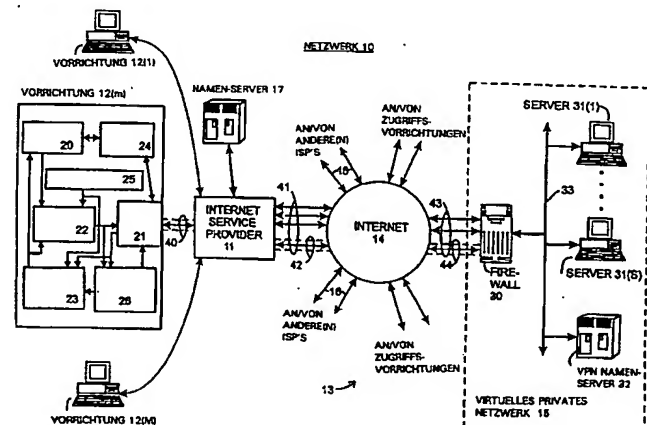 NETZWERK 10
VORRICHTUNG 12(1)
NAMEN-SERVER 17
VORRICHTUNG 12(m)
20
24
25
22
21
23
26
40
INTERNET
SERVICE
PROVIDER
11
41
42
AN/VON
ANDERE(N)
ISP'S
16
AN/VON
ZUGRIFFS-
VORRICHTUNGEN
INTERNET
14
AN/VON
ANDERE(N)
ISP'S
16
AN/VON
ZUGRIFFS-
VORRICHTUNGEN
13
43
44
FIRE-
WALL
30
SERVER 31(1)
33
SERVER 31(S)
VPN NAMEN-
SERVER 32
VIRTUELLES PRIVATES
NETZWERK 15
VORRICHTUNG 12(M)